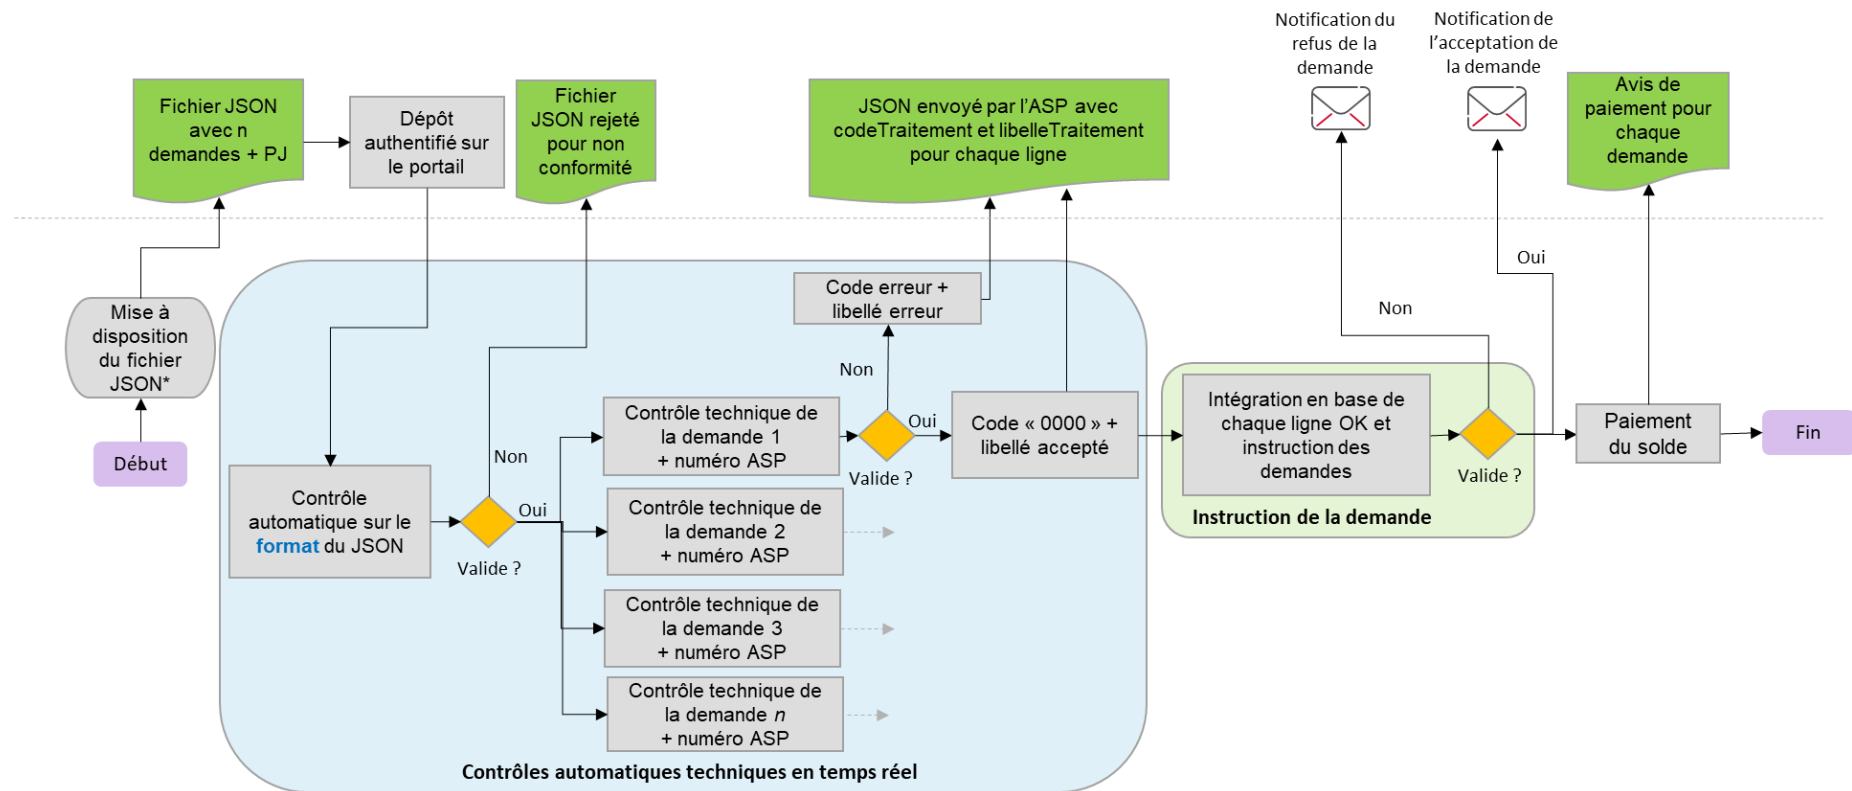 Notification du
refus de la
demande
Notification de
l’acceptation de
la demande
Fichier JSON
avec n
demandes + PJ
Dépôt
authentifié sur
le portail
Fichier
JSON rejeté
pour non
conformité
JSON envoyé par l’ASP avec
codeTraitement et libelleTraitement
pour chaque ligne
Avis de
paiement pour
chaque
demande
Mise à
disposition
du fichier
JSON*
Début
Contrôle
automatique sur le
format du JSON
Valide ?
Non
Oui
Contrôle technique de
la demande 1
+ numéro ASP
Contrôle technique de
la demande 2
+ numéro ASP
Contrôle technique de
la demande 3
+ numéro ASP
Contrôle technique de
la demande n
+ numéro ASP
Code erreur +
libellé erreur
Non
Oui
Valide ?
Code « 0000 » +
libellé accepté
Contrôles automatiques techniques en temps réel
Intégration en base de
chaque ligne OK et
instruction des
demandes
Instruction de la demande
Non
Oui
Valide ?
Paiement
du solde
Fin